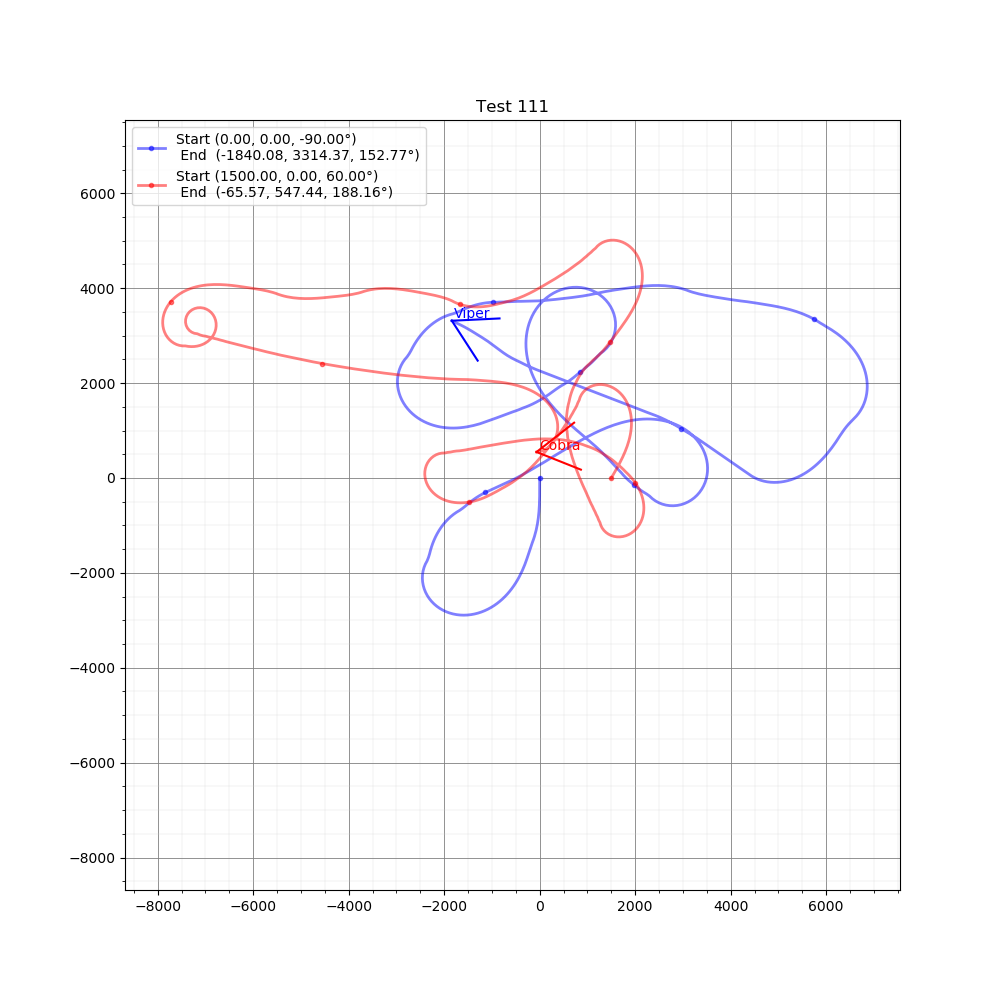 Test 111
Start (0.00, 0.00, -90.00°)
End  (-1840.08, 3314.37, 152.77°)
Start (1500.00, 0.00, 60.00°)
End  (-65.57, 547.44, 188.16°)
6000
4000
2000
0
−2000
−4000
−6000
−8000
Viper
Cobra
−8000 −6000 −4000 −2000 0 2000 4000 6000